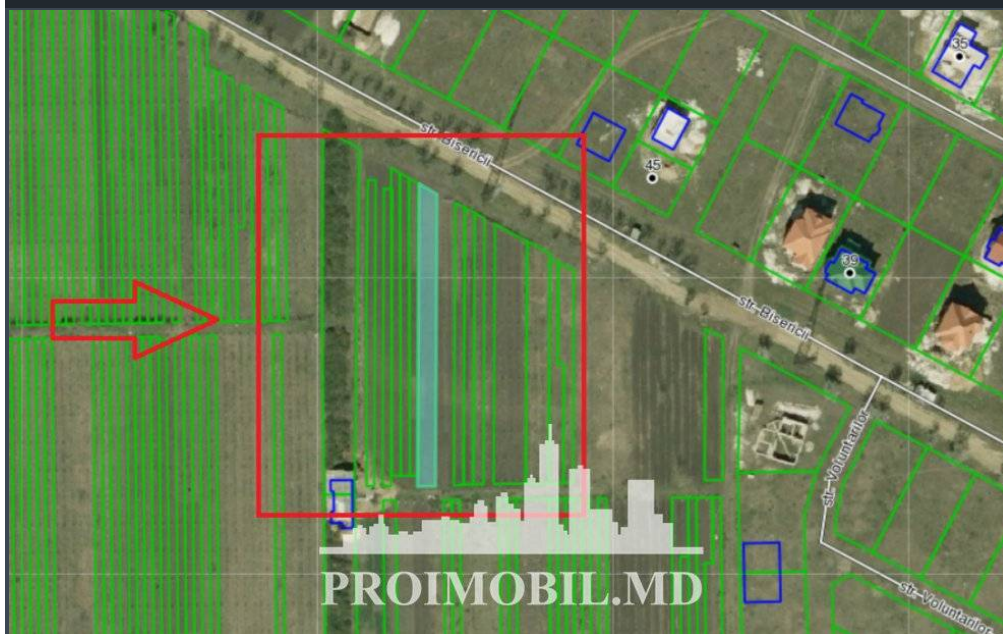 35
str. Bisericii
45
39
str. Bisericii
str. Voluntarilor
str. Voluntarilor
PROIMOBIL.MD